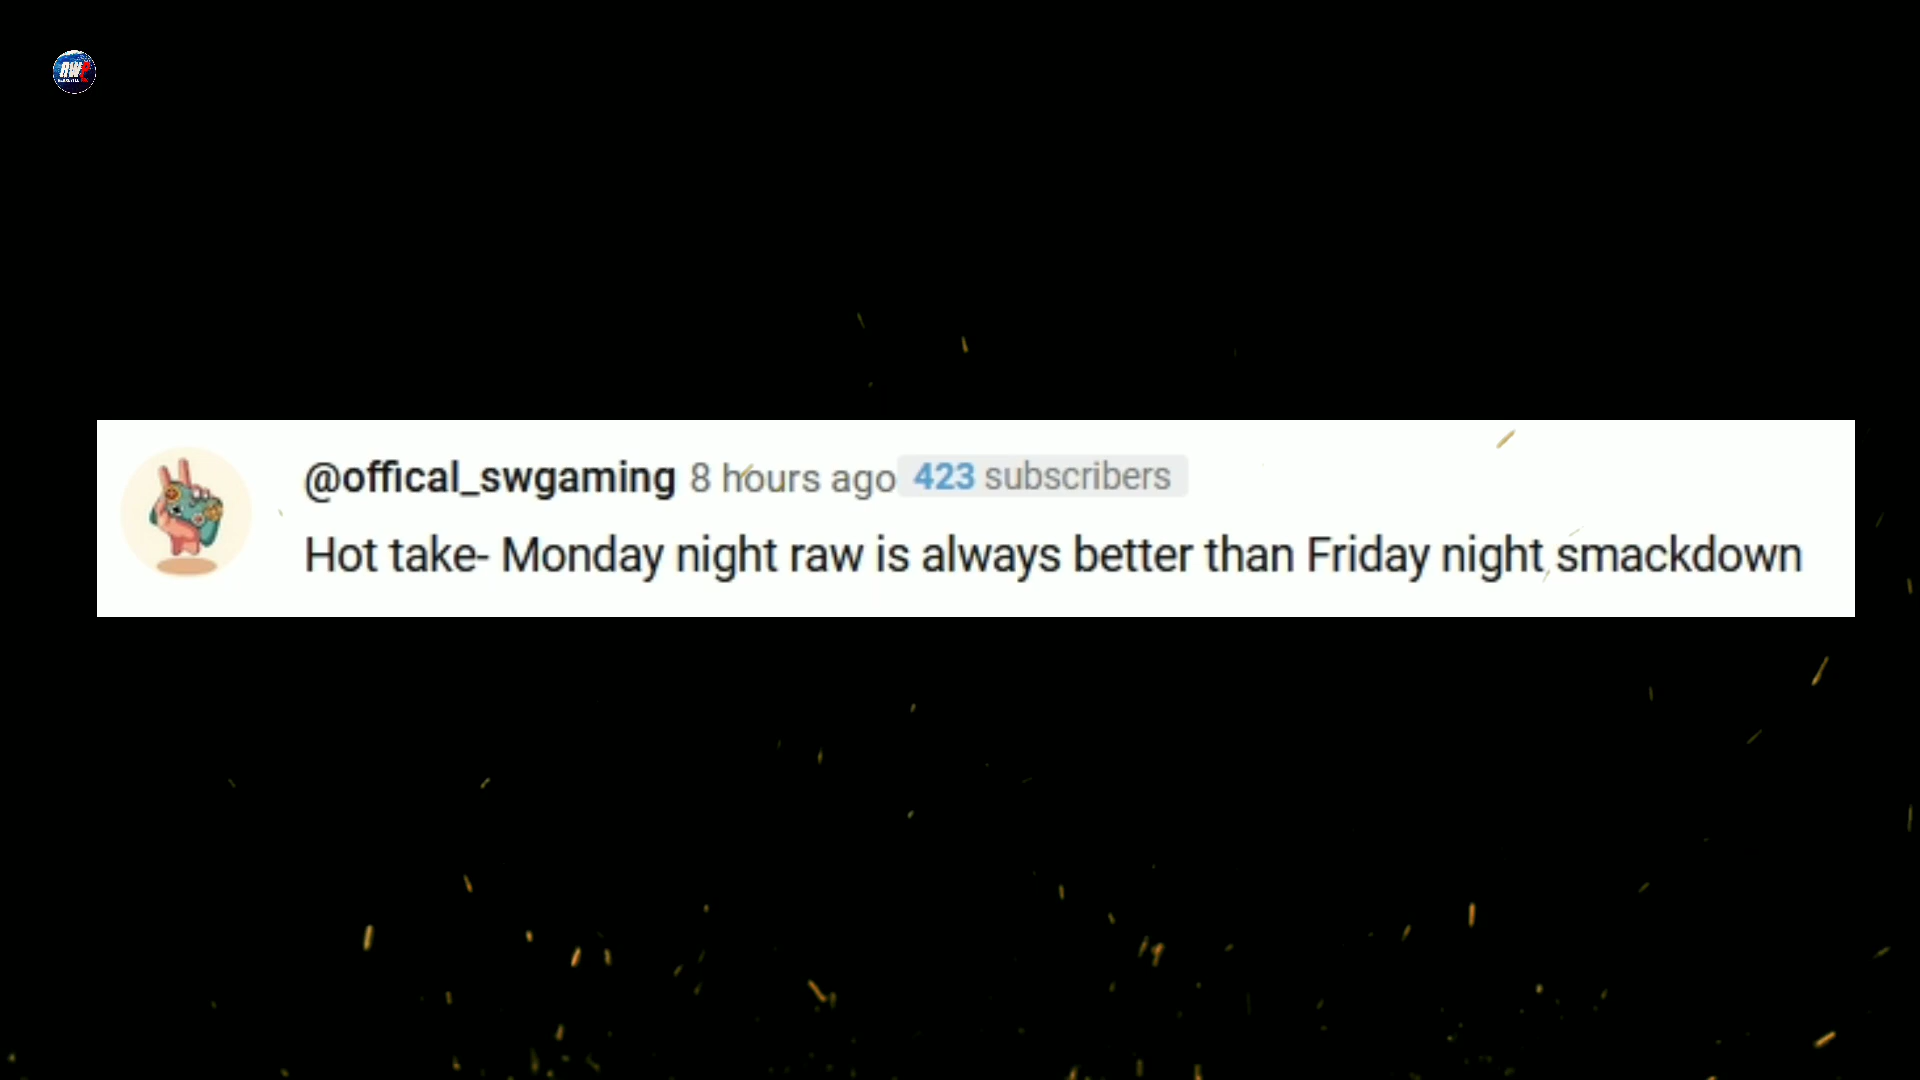 @offical_swgaming 8 hours ago 423 subscribers
Hot take- Monday night raw is always better than Friday night smackdown